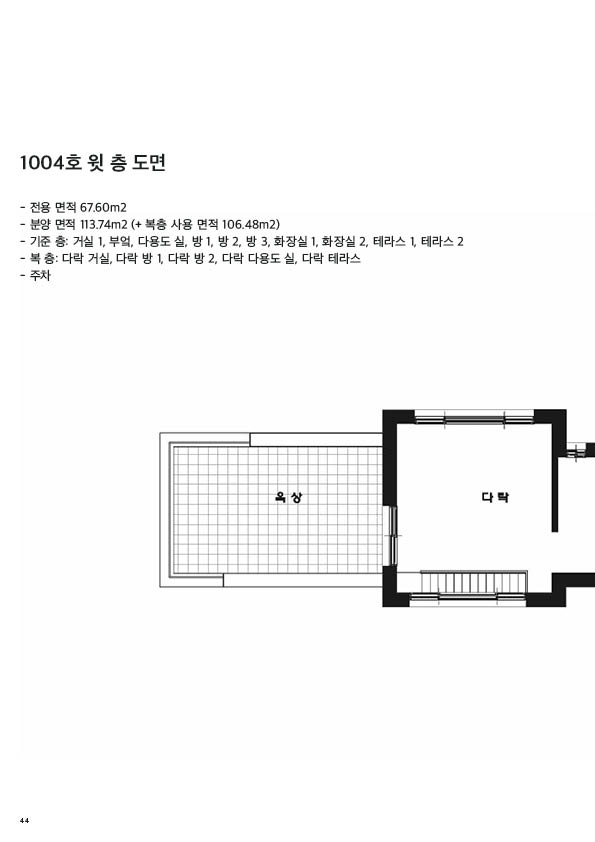 1004호 윗 층 도면
- 전용 면적 67.60m2
- 분양 면적 113.74m2 (+ 복층 사용 면적 106.48m2)
- 기준 층: 거실 1, 부엌, 다용도 실, 방 1, 방 2, 방 3, 화장실 1, 화장실 2, 테라스 1, 테라스 2
- 복 층: 다락 거실, 다락 방 1, 다락 방 2, 다락 다용도 실, 다락 테라스
- 주차
옥 상 다 락
44